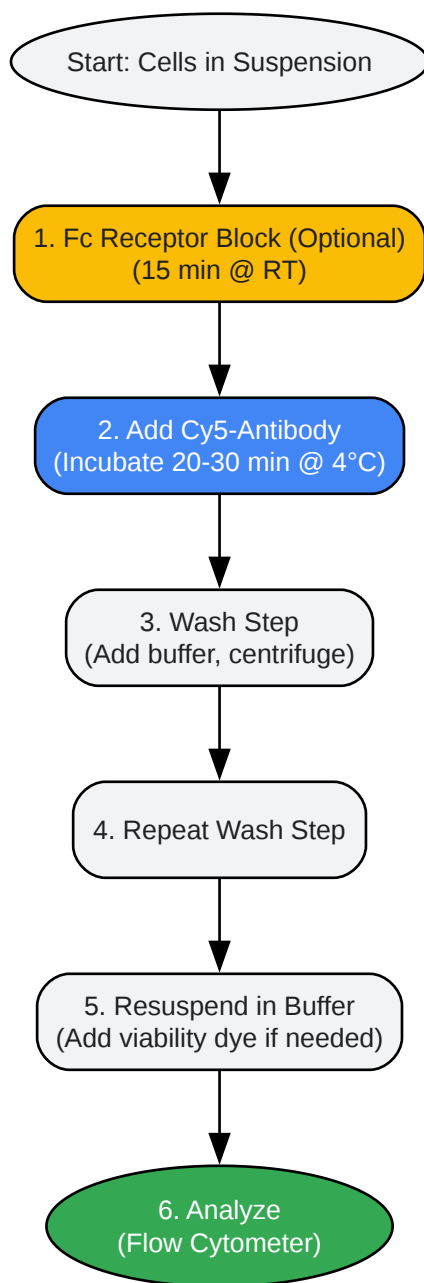 Start: Cells in Suspension
1. Fc Receptor Block (Optional)
(15 min @ RT)
2. Add Cy5-Antibody
(Incubate 20-30 min @ 4°C)
3. Wash Step
(Add buffer, centrifuge)
4. Repeat Wash Step
5. Resuspend in Buffer
(Add viability dye if needed)
6. Analyze
(Flow Cytometer)